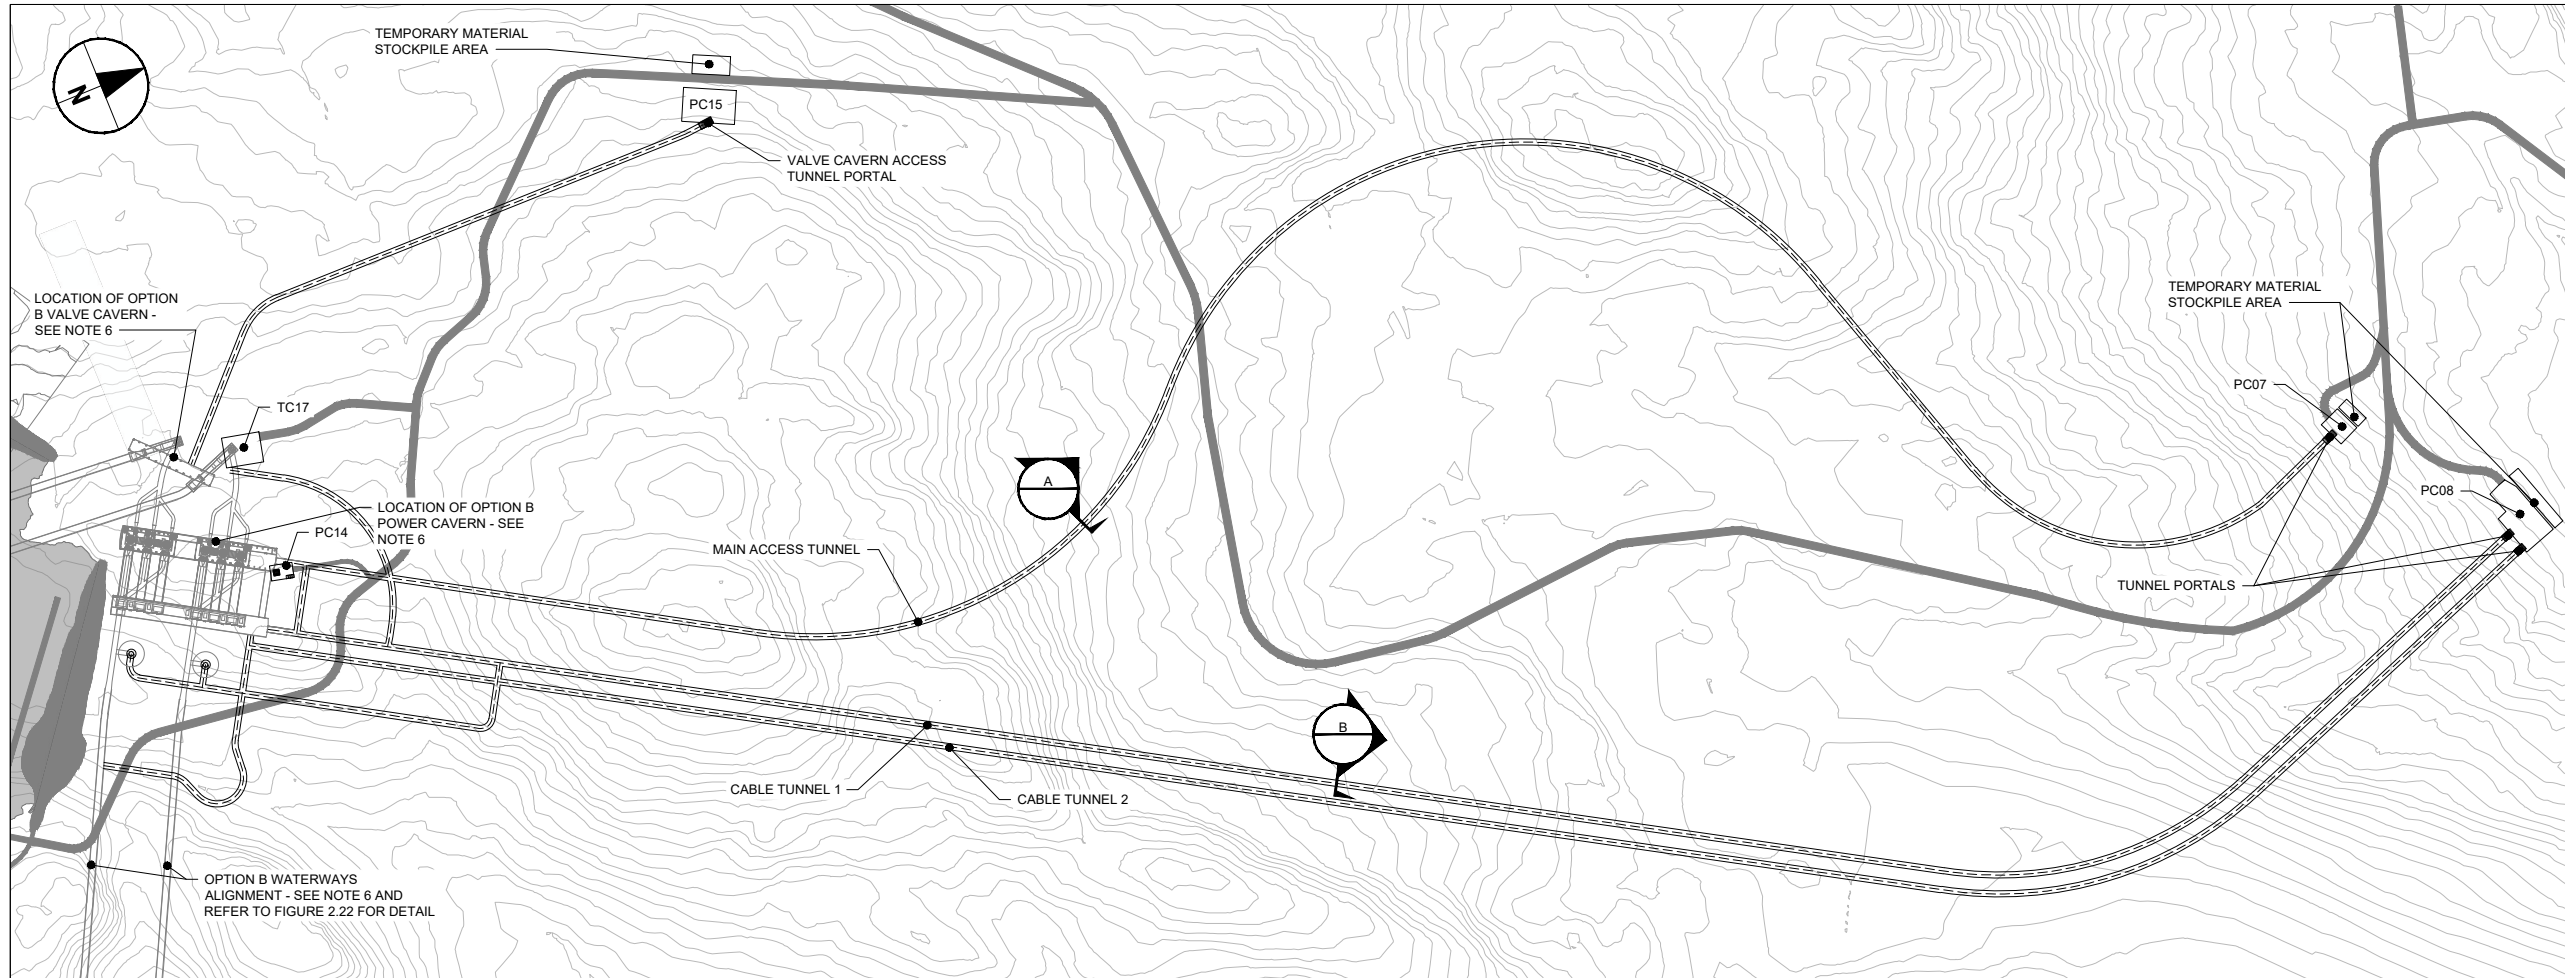 TEMPORARY MATERIAL
STOCKPILE AREA
N
PC15
VALVE CAVERN ACCESS
TUNNEL PORTAL
LOCATION OF OPTION
B VALVE CAVERN -
SEE NOTE 6
TEMPORARY MATERIAL
STOCKPILE AREA
PC07
TC17
A
PC08
LOCATION OF OPTION B
POWER CAVERN - SEE
NOTE 6
PC14
MAIN ACCESS TUNNEL
TUNNEL PORTALS
B
CABLE TUNNEL 1
CABLE TUNNEL 2
OPTION B WATERWAYS
ALIGNMENT - SEE NOTE 6 AND
REFER TO FIGURE 2.22 FOR DETAIL